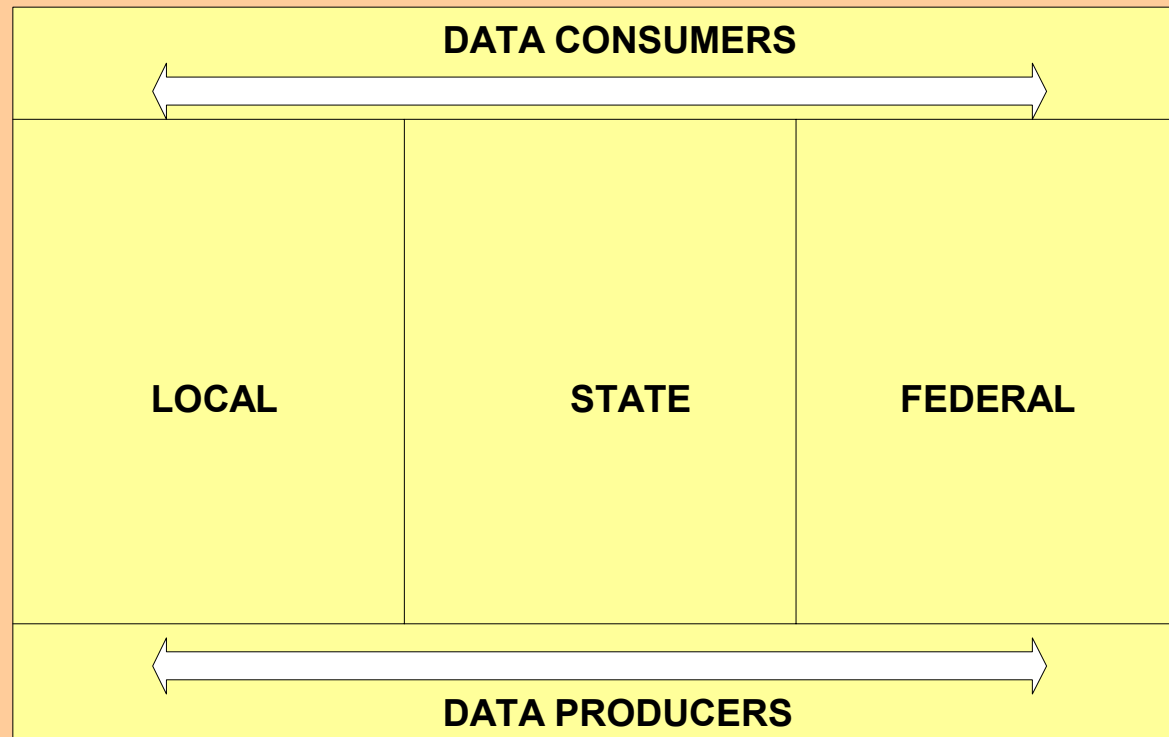 DATA CONSUMERS
LOCAL
STATE
FEDERAL
DATA PRODUCERS